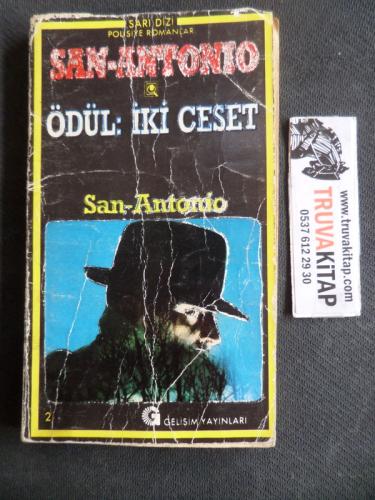 SARI DİZİ
POLİSİYE ROMANLAR
SAN-ANTONIO
ÖDÜL: İKİ CESET
San-Antonio
2
G
GELİŞİM YAYINLARI
www.truvakitap.com
TRUVAKİTAP
0537 612 29 30